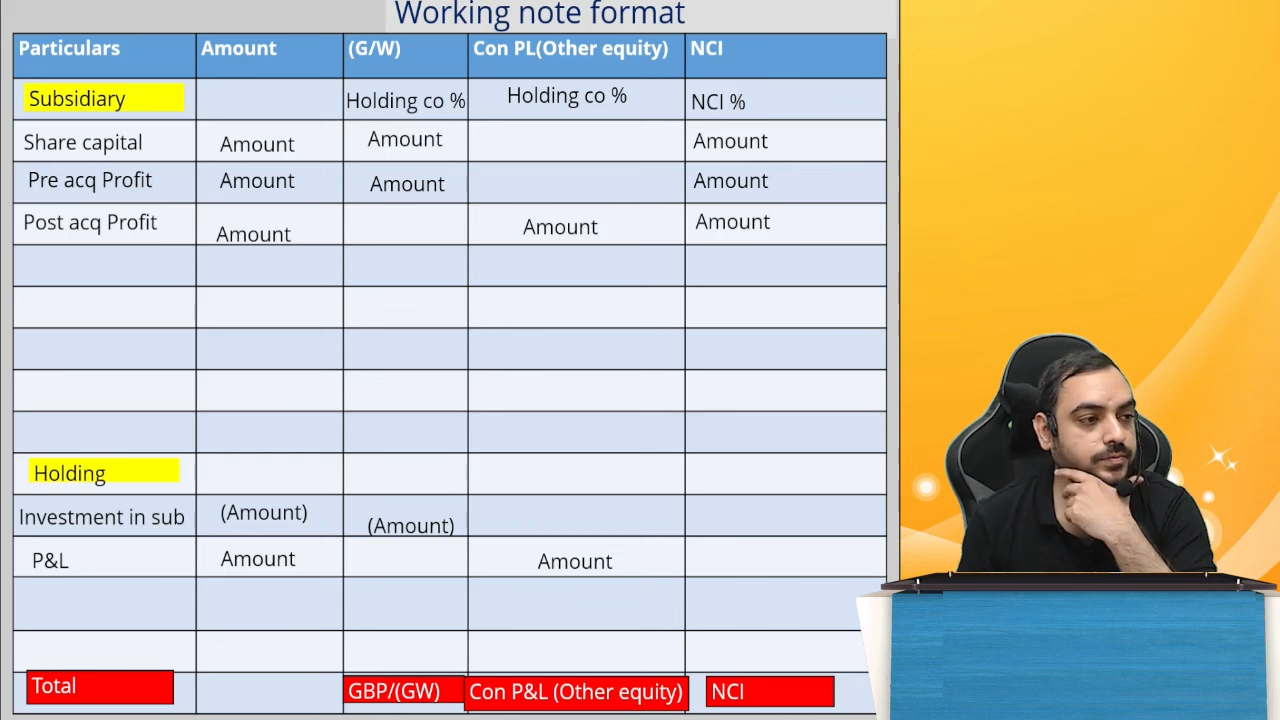 Working note format
Particulars Amount (G/W) Con PL(Other equity) NCI
Subsidiary Holding co % Holding co % NCI %
Share capital Amount Amount Amount
Pre acq Profit Amount Amount Amount
Post acq Profit Amount Amount Amount
Holding
Investment in sub (Amount) (Amount)
P&L Amount Amount
Total GBP/(GW) Con P&L (Other equity) NCI